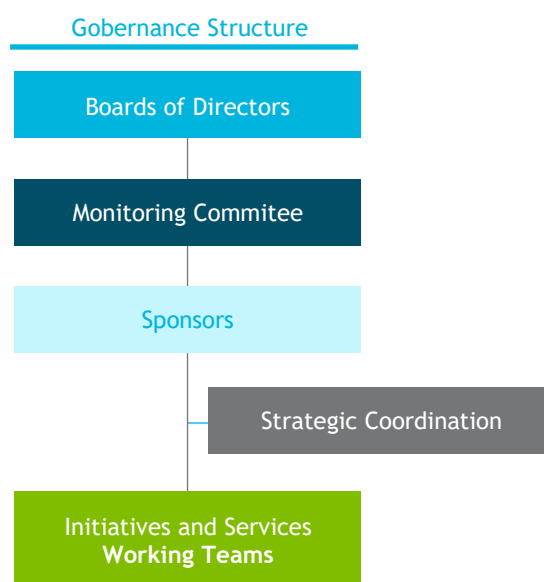 Gobernance Structure
Boards of Directors
Monitoring Commitee
Sponsors
Strategic Coordination
Initiatives and Services
Working Teams